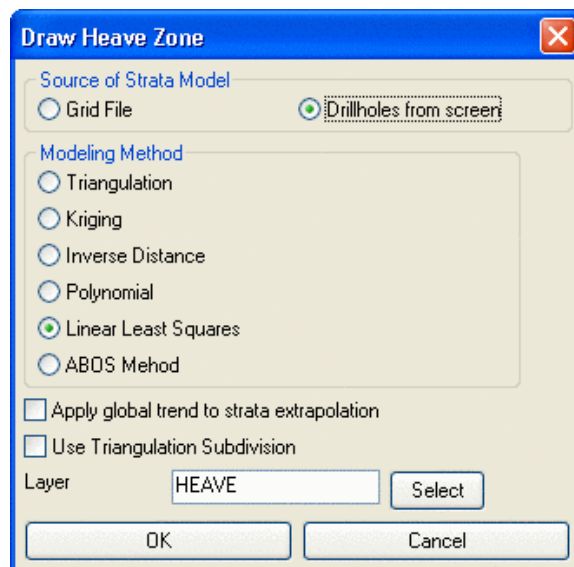 Draw Heave Zone
Source of Strata Model
Grid File Drillholes from screen
Modeling Method
Triangulation
Kriging
Inverse Distance
Polynomial
Linear Least Squares
ABOS Mehod
Apply global trend to strata extrapolation
Use Triangulation Subdivision
Layer HEAVE Select
OK Cancel